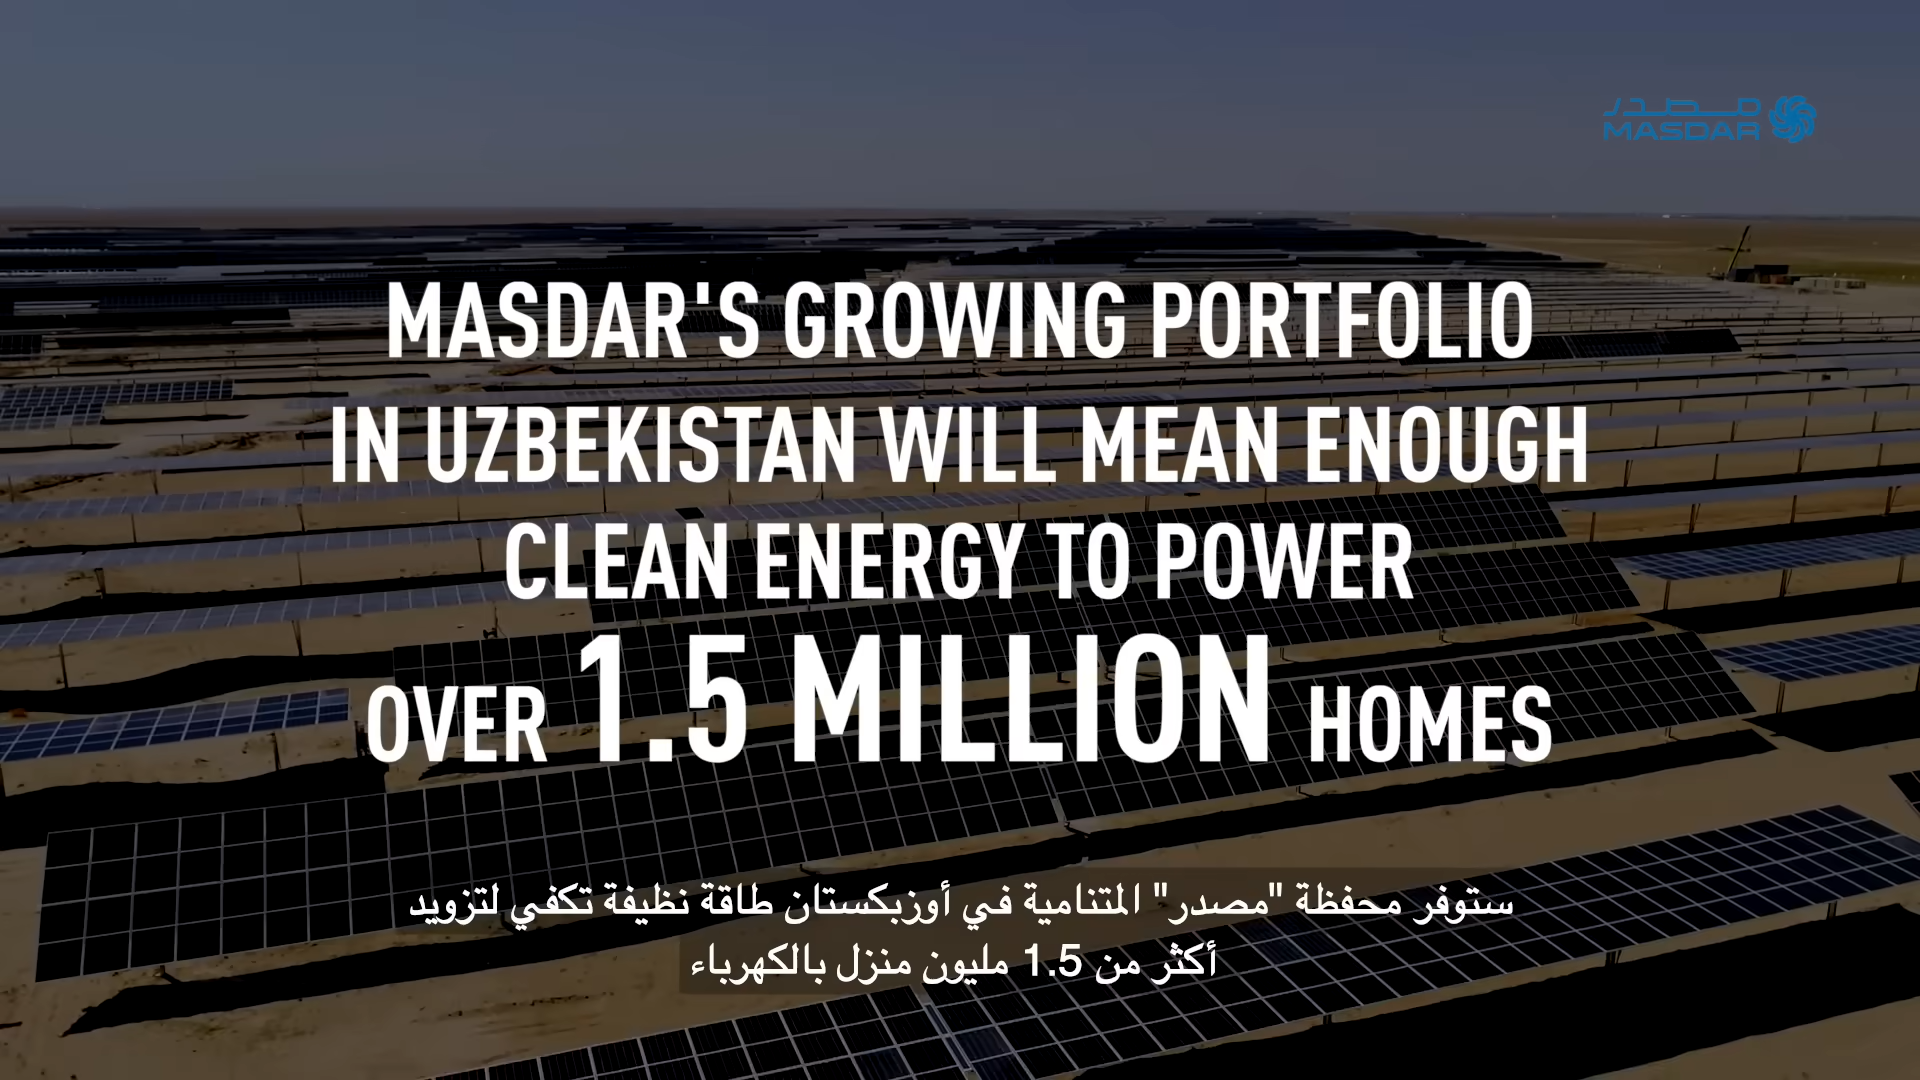 مصدر
MASDAR
MASDAR'S GROWING PORTFOLIO
IN UZBEKISTAN WILL MEAN ENOUGH
CLEAN ENERGY TO POWER
OVER 1.5 MILLION HOMES
ستوفر محفظة "مصدر" المتنامية في أوزبكستان طاقة نظيفة تكفي لتزويد
أكثر من 1.5 مليون منزل بالكهرباء